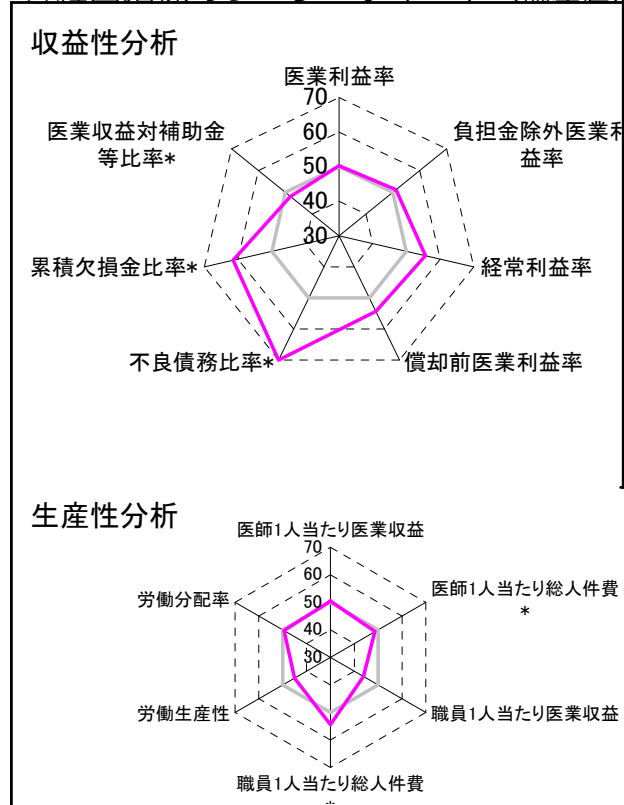 収益性分析
医業利益率
70
60
50
40
30
医業収益対補助金
等比率*
負担金除外医業利
益率
累積欠損金比率*
経常利益率
不良債務比率*
償却前医業利益率
生産性分析
医師1人当たり医業収益
70
60
50
40
30
労働分配率
医師1人当たり総人件費
*
労働生産性
職員1人当たり医業収益
職員1人当たり総人件費
*